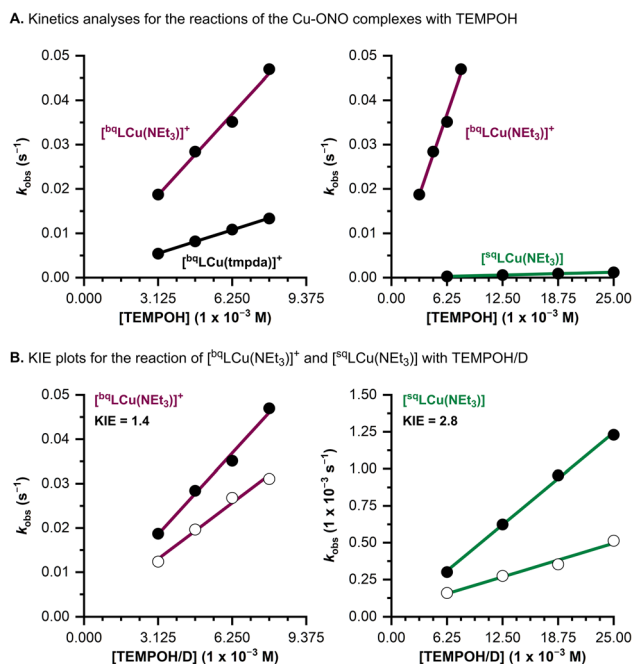 A. Kinetics analyses for the reactions of the Cu-ONO complexes with TEMPOH
0.05
0.04
0.03
0.02
0.01
0.00
k_obs (s⁻¹)
[ᵇqLCu(NEt₃)]⁺
[ᵇqLCu(tmpda)]⁺
0.000 3.125 6.250 9.375
[TEMPOH] (1 x 10⁻³ M)
0.05
0.04
0.03
0.02
0.01
0.00
k_obs (s⁻¹)
[ᵇqLCu(NEt₃)]⁺
[ˢqLCu(NEt₃)]
0.00 6.25 12.50 18.75 25.00
[TEMPOH] (1 x 10⁻³ M)
B. KIE plots for the reaction of [ᵇqLCu(NEt₃)]⁺ and [ˢqLCu(NEt₃)] with TEMPOH/D
0.05
0.04
0.03
0.02
0.01
0.00
k_obs (s⁻¹)
[ᵇqLCu(NEt₃)]⁺
KIE = 1.4
0.000 3.125 6.250 9.375
[TEMPOH/D] (1 x 10⁻³ M)
1.50
1.25
1.00
0.75
0.50
0.25
0.00
k_obs (1 x 10⁻³ s⁻¹)
[ˢqLCu(NEt₃)]
KIE = 2.8
0.00 6.25 12.50 18.75 25.00
[TEMPOH/D] (1 x 10⁻³ M)